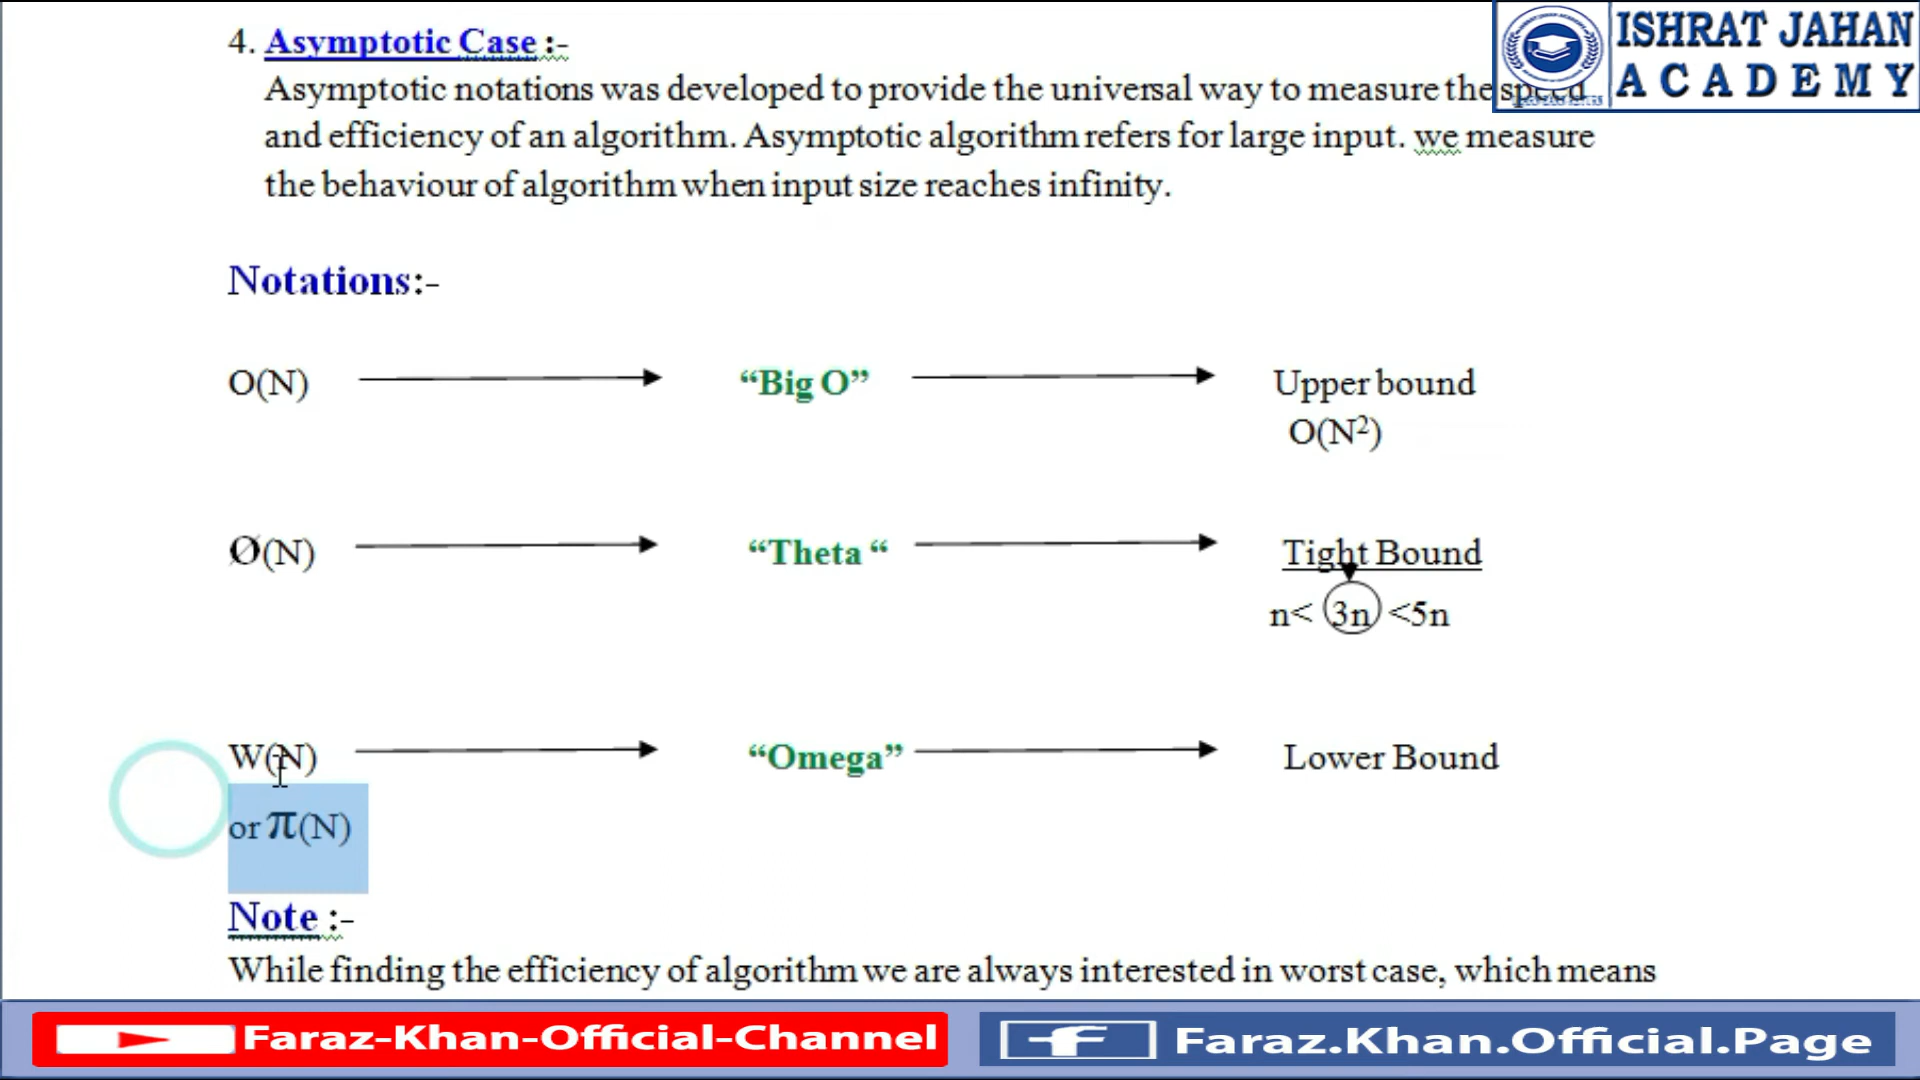 4. Asymptotic Case :-
ISHRAT JAHAN
ACADEMY
Asymptotic notations was developed to provide the universal way to measure the speed
and efficiency of an algorithm. Asymptotic algorithm refers for large input. we measure
the behaviour of algorithm when input size reaches infinity.
Notations:-
O(N) “Big O” Upper bound
O(N²)
Ø(N) “Theta “ Tight Bound
n< 3n <5n
W(N) “Omega” Lower Bound
or π(N)
Note :-
While finding the efficiency of algorithm we are always interested in worst case, which means
Faraz-Khan-Official-Channel
f Faraz.Khan.Official.Page